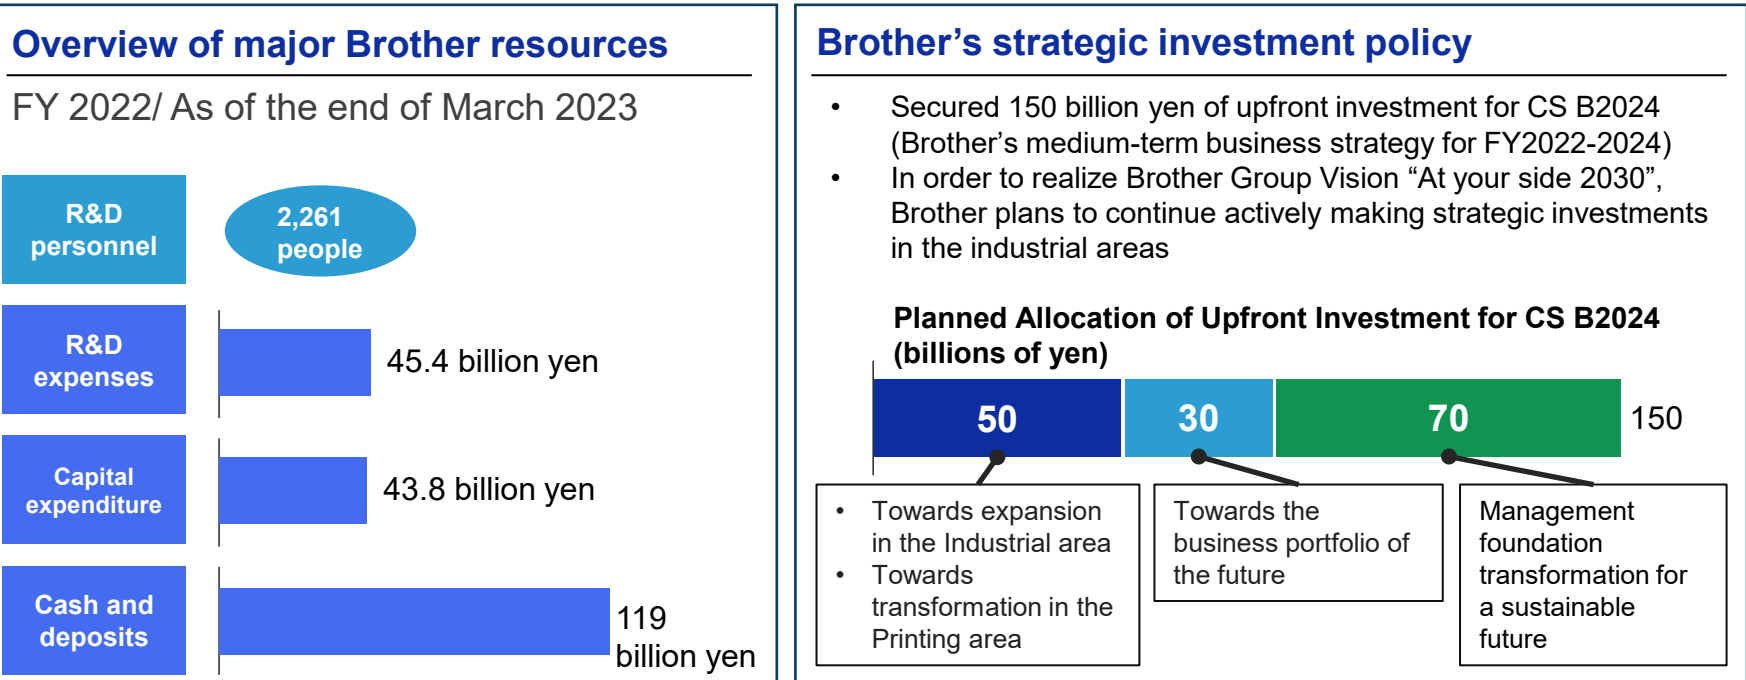 Overview of major Brother resources
FY 2022/ As of the end of March 2023
R&D
personnel
2,261
people
R&D
expenses
45.4 billion yen
Capital
expenditure
43.8 billion yen
Cash and
deposits
119
billion yen
Brother’s strategic investment policy
• Secured 150 billion yen of upfront investment for CS B2024
(Brother’s medium-term business strategy for FY2022-2024)
• In order to realize Brother Group Vision “At your side 2030”,
Brother plans to continue actively making strategic investments
in the industrial areas
Planned Allocation of Upfront Investment for CS B2024
(billions of yen)
50
30
70
150
• Towards expansion
in the Industrial area
• Towards
transformation in the
Printing area
Towards the
business portfolio of
the future
Management
foundation
transformation for
a sustainable
future